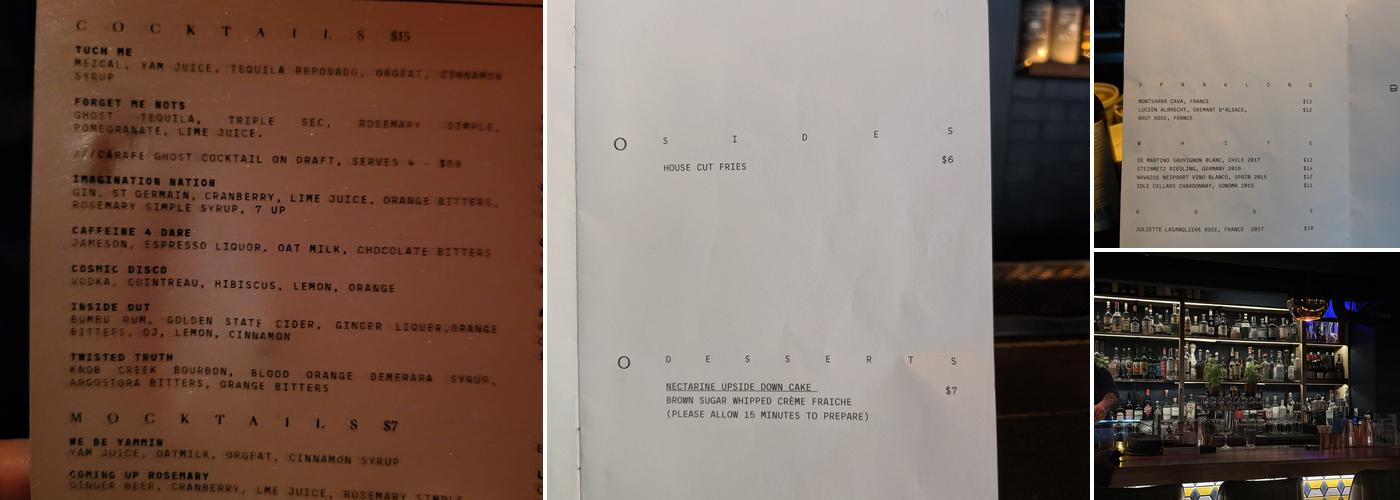 COCKTAILS $15
TUCH ME
MEZCAL, YAM JUICE, TEQUILA REPOSADO, ORGEAT, CINNAMON
SYRUP
FORGET ME NOTS
GHOST TEQUILA, TRIPLE SEC, ROSEMARY SIMPLE,
POMEGRANATE, LIME JUICE.
///CARAFE GHOST COCKTAIL ON DRAFT, SERVES 4 - $50
IMAGINATION NATION
GIN, ST GERMAIN, CRANBERRY, LIME JUICE, ORANGE BITTERS,
ROSEMARY SIMPLE SYRUP, 7 UP
CAFFEINE 4 DARE
JAMESON, ESPRESSO LIQUOR. OAT MILK, CHOCOLATE BITTERS
COSMIC DISCO
VODKA, COINTREAU, HIBISCUS, LEMON, ORANGE
INSIDE OUT
BUMBU RUM, GOLDEN STATE CIDER, GINGER LIQUER,ORANGE
BITTERS, OJ, LEMON, CINNAMON
TWISTED TRUTH
KNOB CREEK BOURBON, BLOOD ORANGE DEMERARA SYRUP,
ANGOSTORA BITTERS, ORANGE BITTERS
MOCKTAILS $7
WE BE YAMMIN
YAM JUICE, OATMILK, ORGEAT, CINNAMON SYRUP
COMING UP ROSEMARY
GINGER BEER, CRANBERRY, LME JUICE, ROSEMARY SIMPLE
O SIDES
HOUSE CUT FRIES $6
O DESSERTS
NECTARINE UPSIDE DOWN CAKE $7
BROWN SUGAR WHIPPED CRÈME FRAICHE
(PLEASE ALLOW 15 MINUTES TO PREPARE)
SPARKLING
MONTSARRA CAVA, FRANCE $13
LUCIEN ALBRECHT, CREMANT D'ALSACE, $12
BRUT ROSE, FRANCE
WHITE
DE MARTINO SAUVIGNON BLANC, CHILE 2017 $12
STEINMETZ RIESLING, GERMANY 2016 $14
NAVAZOS NEIPOORT VINO BLANCO, SPAIN 2015 $12
IDLE CELLARS CHARDONNAY, SONOMA 2015 $11
ROSE
JULIETTE LASANGLIERE ROSE, FRANCE 2017 $10